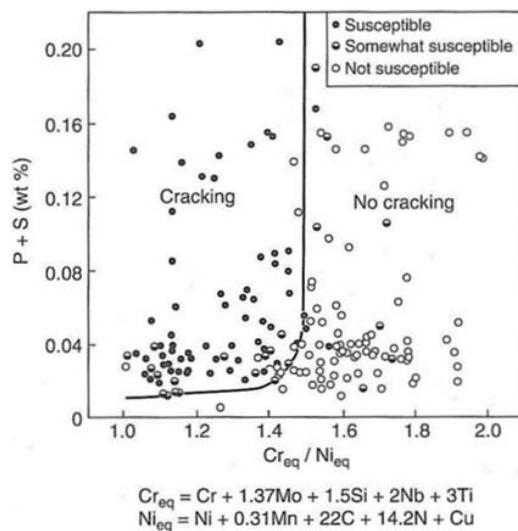 0.20
0.16
0.12
0.08
0.04
0
P + S (wt %)
Susceptible
Somewhat susceptible
Not susceptible
Cracking
No cracking
1.0 1.2 1.4 1.6 1.8 2.0
Cr_eq / Ni_eq
Cr_eq = Cr + 1.37Mo + 1.5Si + 2Nb + 3Ti
Ni_eq = Ni + 0.31Mn + 22C + 14.2N + Cu